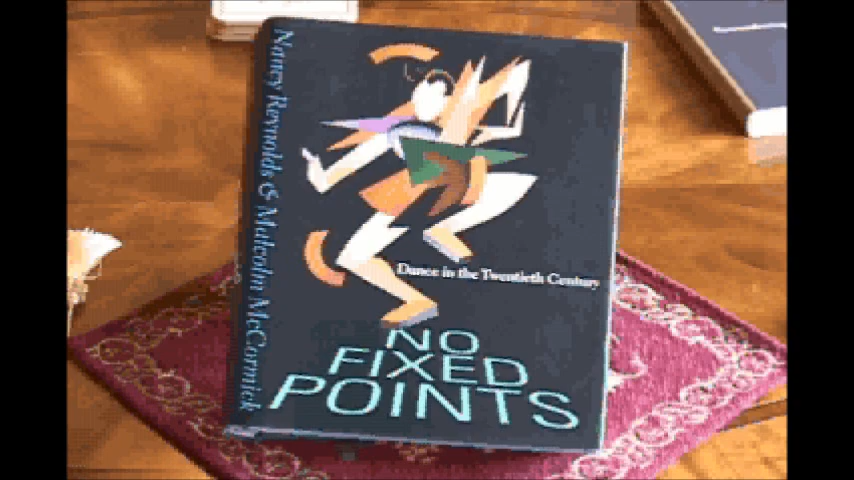 Nancy Reynolds & Malcolm McCormick
Dance in the Twentieth Century
NO
FIXED
POINTS